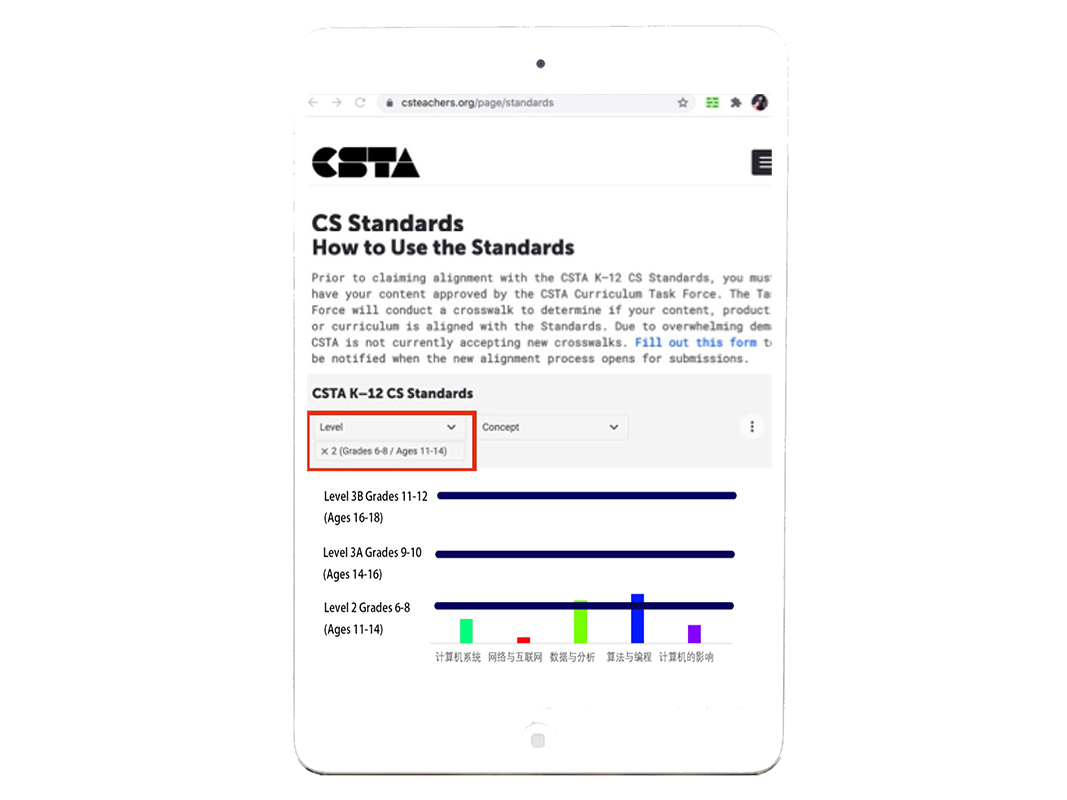 csteachers.org/page/standards
CSTA
CS Standards
How to Use the Standards
Prior to claiming alignment with the CSTA K–12 CS Standards, you mus
have your content approved by the CSTA Curriculum Task Force. The Ta
Force will conduct a crosswalk to determine if your content, product
or curriculum is aligned with the Standards. Due to overwhelming dem
CSTA is not currently accepting new crosswalks. Fill out this form t
be notified when the new alignment process opens for submissions.
CSTA K–12 CS Standards
Level Concept
× 2 (Grades 6-8 / Ages 11-14)
Level 3B Grades 11-12
(Ages 16-18)
Level 3A Grades 9-10
(Ages 14-16)
Level 2 Grades 6-8
(Ages 11-14)
计算机系统 网络与互联网 数据与分析 算法与编程 计算机的影响